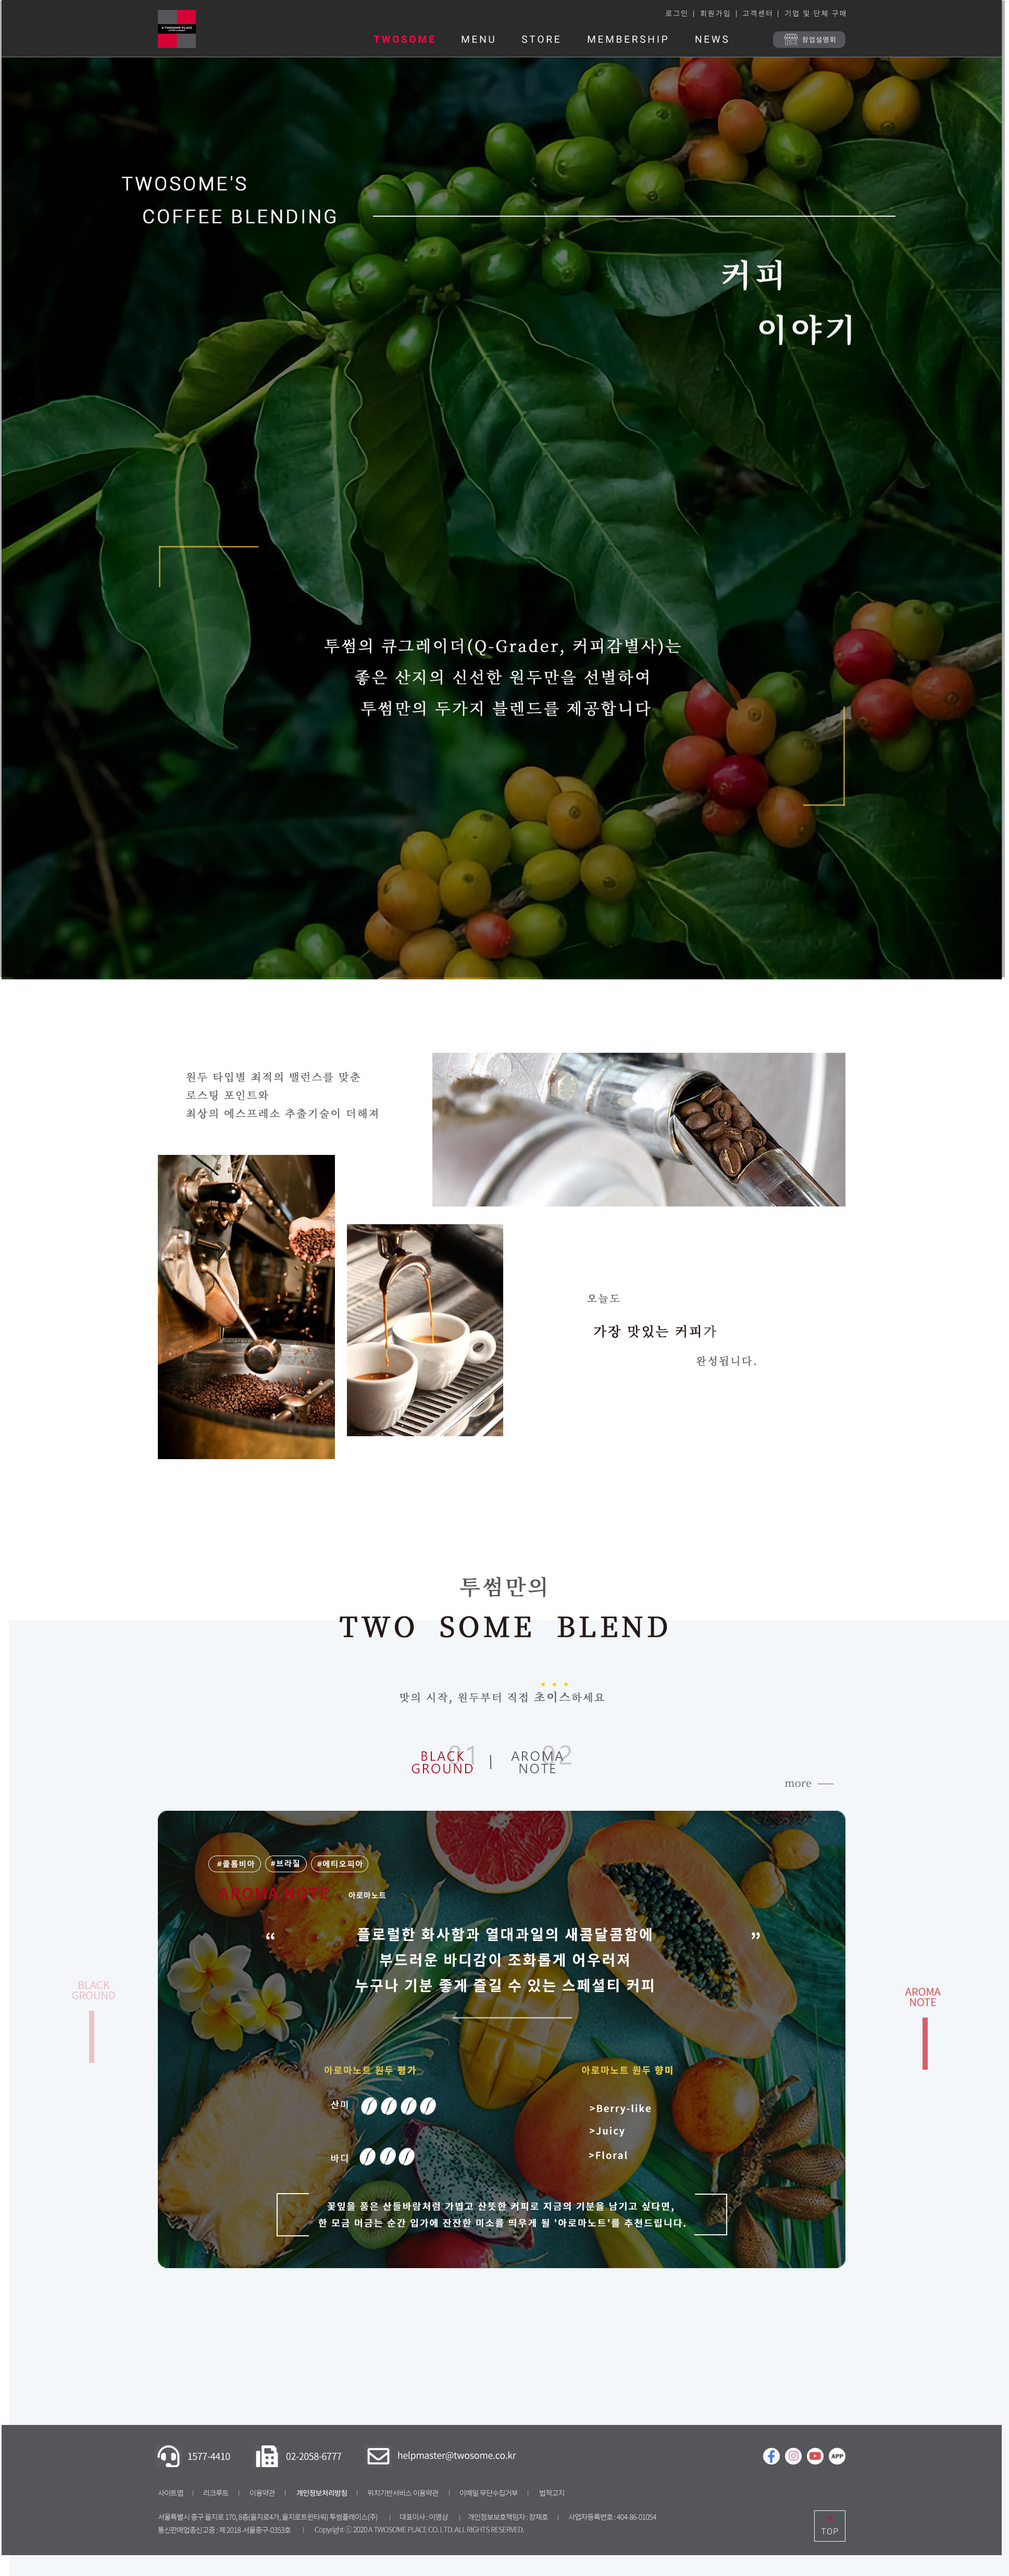 로그인 | 회원가입 | 고객센터 | 기업 및 단체 구매
A TWOSOME PLACE
TWOSOME MENU STORE MEMBERSHIP NEWS 창업설명회
TWOSOME'S
COFFEE BLENDING
커피
이야기
투썸의 큐그레이더(Q-Grader, 커피감별사)는
좋은 산지의 신선한 원두만을 선별하여
투썸만의 두가지 블렌드를 제공합니다
원두 타입별 최적의 밸런스를 맞춘
로스팅 포인트와
최상의 에스프레소 추출기술이 더해져
오늘도
가장 맛있는 커피가
완성됩니다.
투썸만의
TWO SOME BLEND
맛의 시작, 원두부터 직접 초이스하세요
01 02
BLACK GROUND | AROMA NOTE
more
#콜롬비아 #브라질 #에티오피아
AROMA NOTE 아로마노트
“ 플로럴한 화사함과 열대과일의 새콤달콤함에 ”
부드러운 바디감이 조화롭게 어우러져
누구나 기분 좋게 즐길 수 있는 스페셜티 커피
BLACK
GROUND
AROMA
NOTE
아로마노트 원두 평가
산미
바디
아로마노트 원두 향미
>Berry-like
>Juicy
>Floral
꽃잎을 품은 산들바람처럼 가볍고 산뜻한 커피로 지금의 기분을 남기고 싶다면,
한 모금 머금는 순간 입가에 잔잔한 미소를 띄우게 될 '아로마노트'를 추천드립니다.
1577-4410 02-2058-6777 helpmaster@twosome.co.kr APP
사이트맵 | 리크루트 | 이용약관 | 개인정보처리방침 | 위치기반서비스 이용약관 | 이메일 무단수집거부 | 법적고지
서울특별시 중구 을지로 170, 8층(을지로4가, 을지로트윈타워) 투썸플레이스(주) | 대표이사 : 이영상 | 개인정보보호책임자 : 장재호 | 사업자등록번호 : 404-86-01054
통신판매업종신고증 : 제 2018-서울중구-0353호 | Copyright ⓒ 2020 A TWOSOME PLACE CO. LTD. ALL RIGHTS RESERVED.
TOP